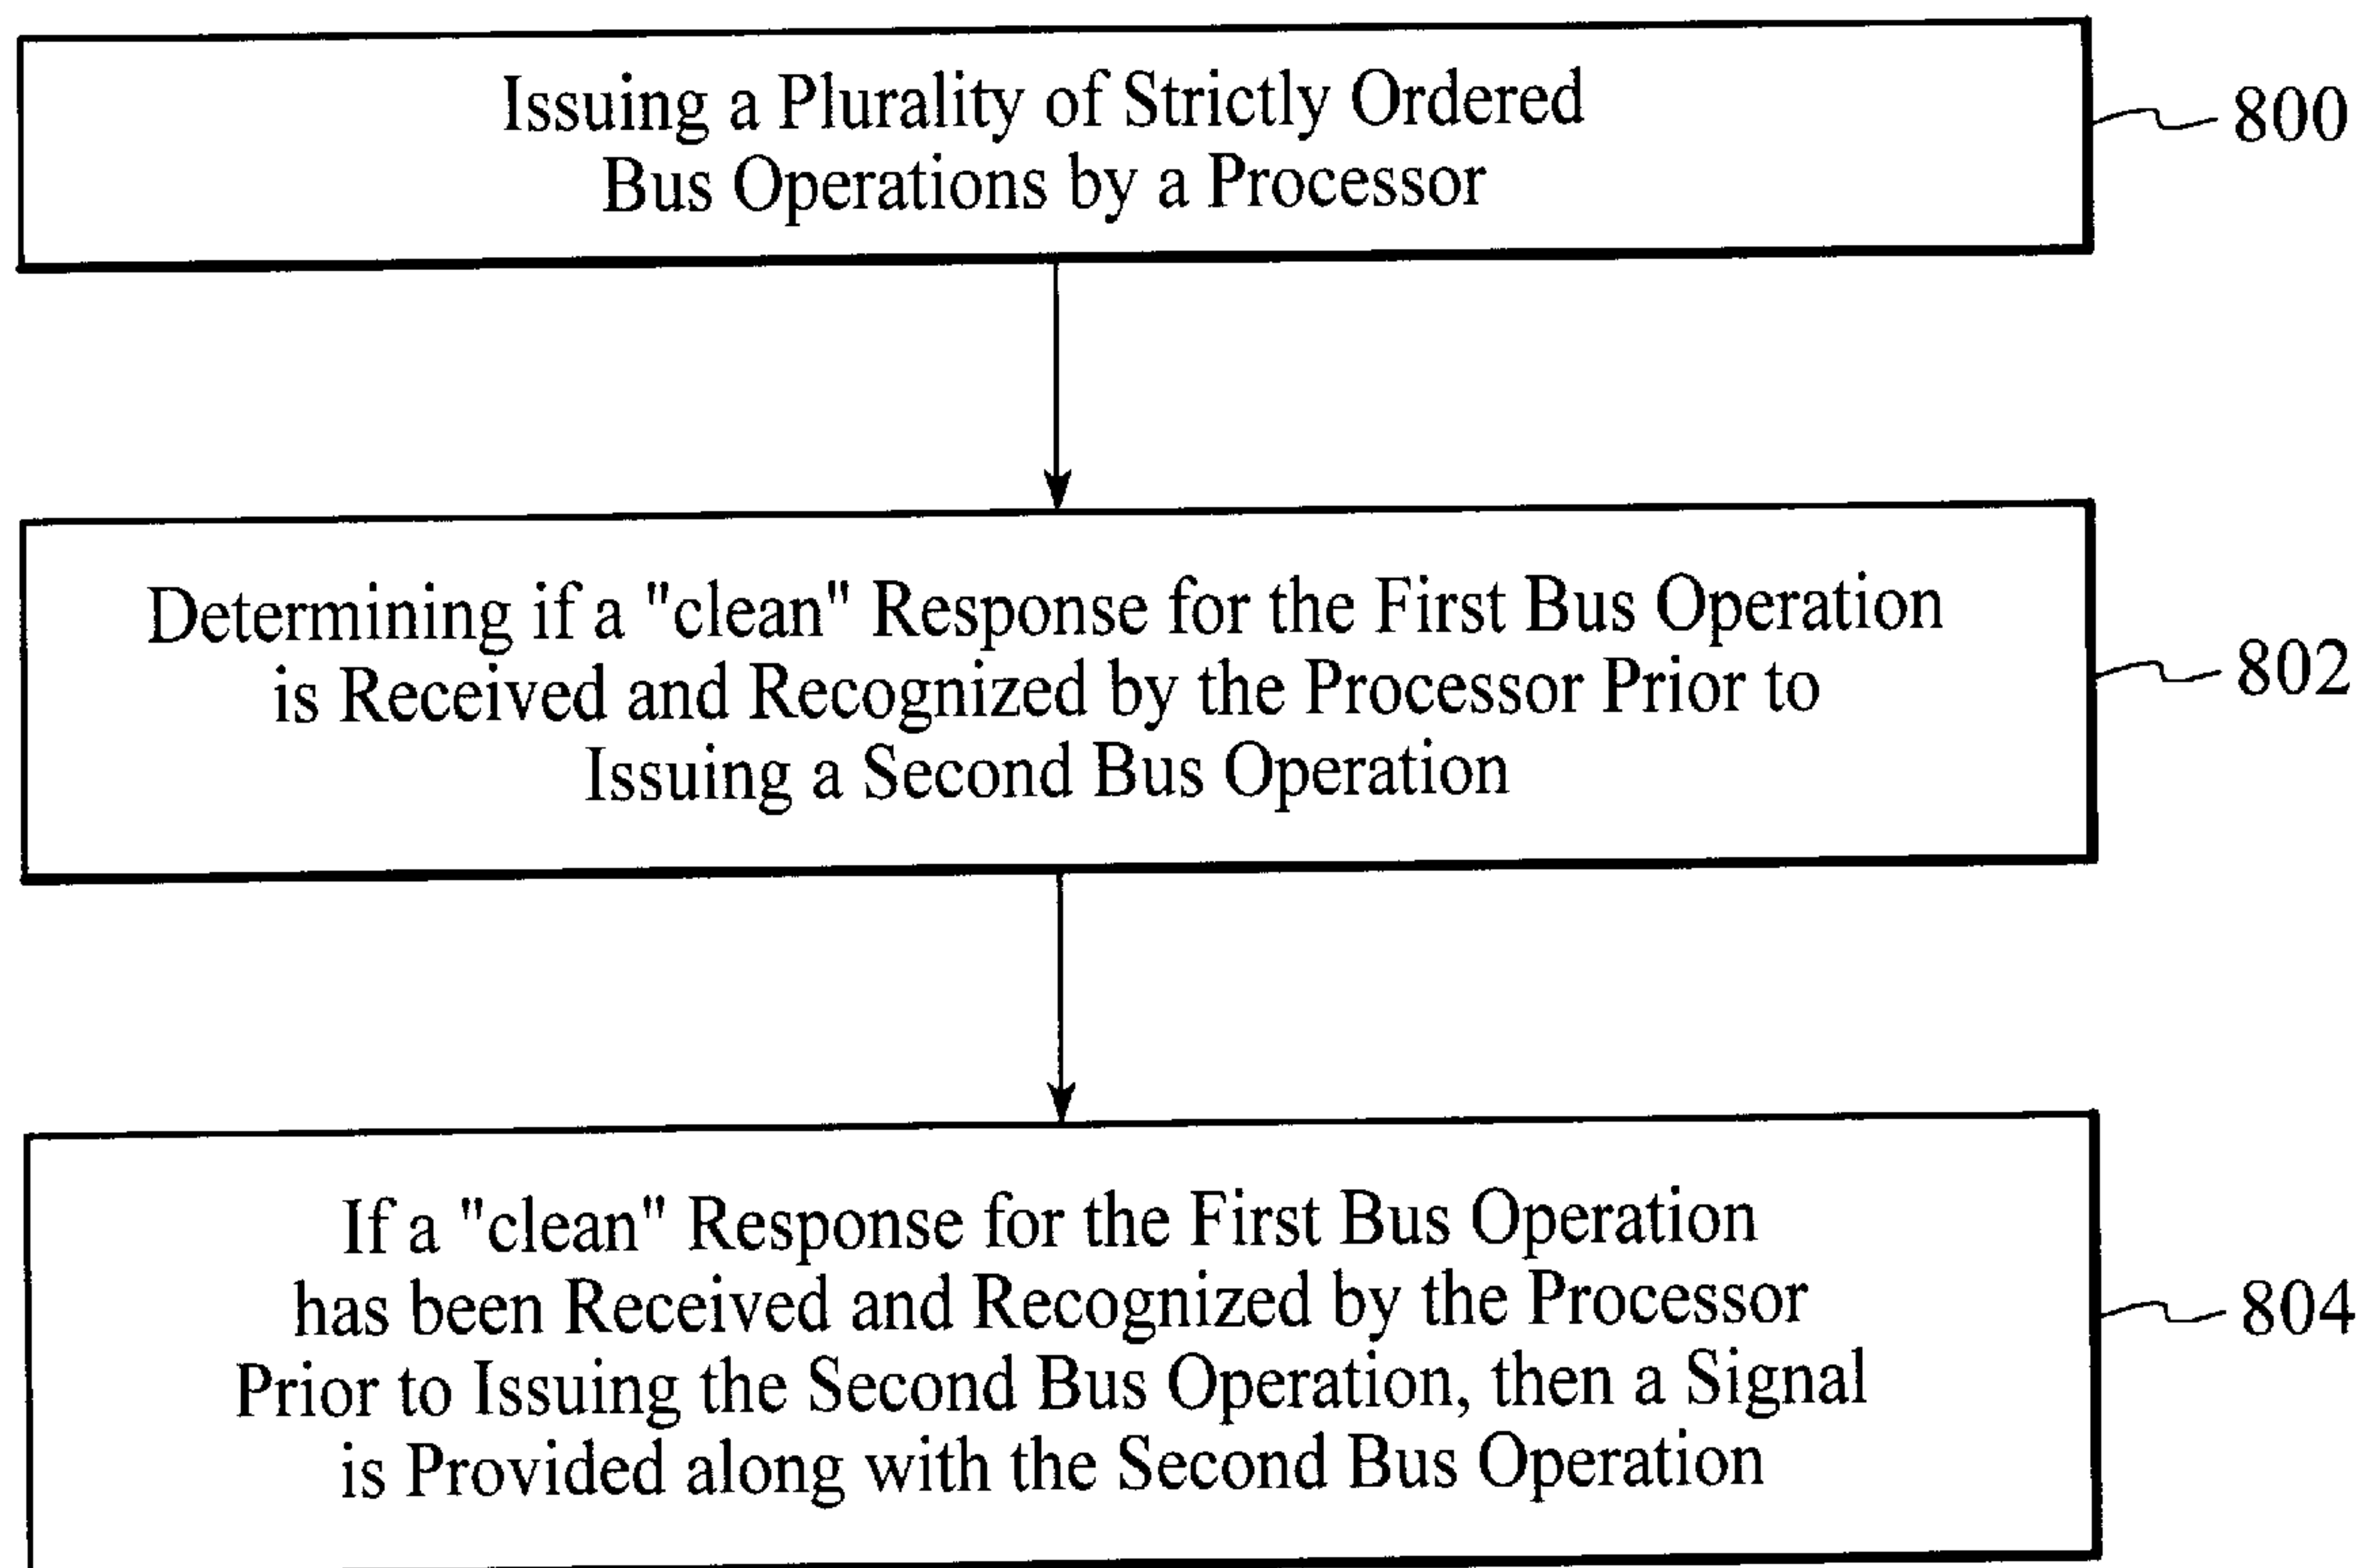 Issuing a Plurality of Strictly Ordered
Bus Operations by a Processor
800
Determining if a "clean" Response for the First Bus Operation
is Received and Recognized by the Processor Prior to
Issuing a Second Bus Operation
802
If a "clean" Response for the First Bus Operation
has been Received and Recognized by the Processor
Prior to Issuing the Second Bus Operation, then a Signal
is Provided along with the Second Bus Operation
804